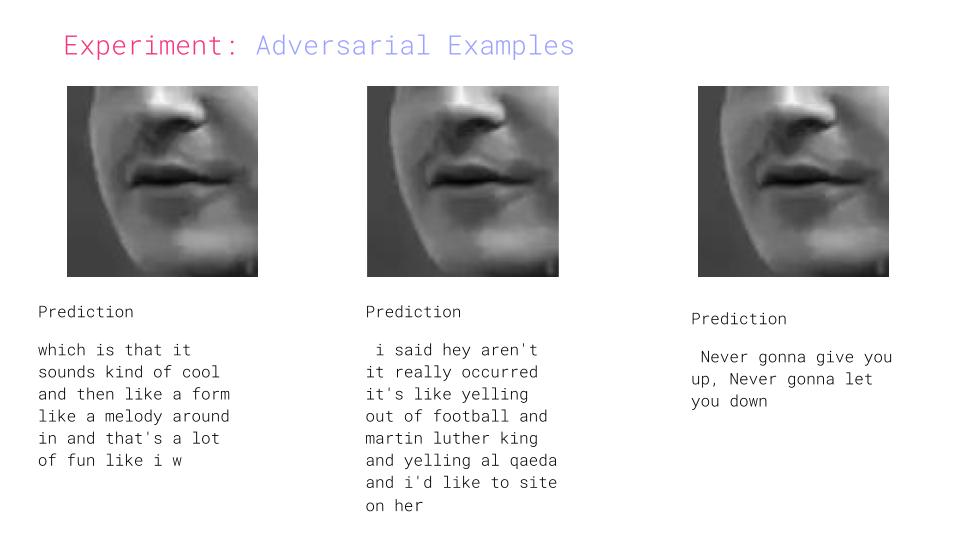 Experiment: Adversarial Examples
Prediction
which is that it
sounds kind of cool
and then like a form
like a melody around
in and that's a lot
of fun like i w
Prediction
i said hey aren't
it really occurred
it's like yelling
out of football and
martin luther king
and yelling al qaeda
and i'd like to site
on her
Prediction
Never gonna give you
up, Never gonna let
you down